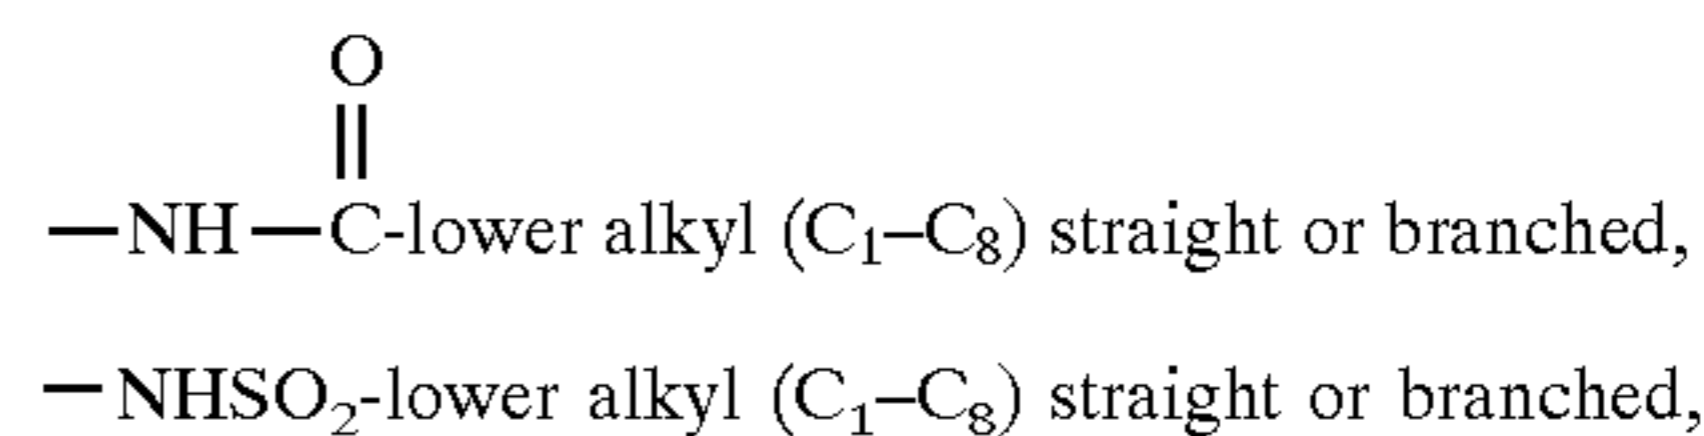 O
—NH—C-lower alkyl (C₁–C₈) straight or branched,
—NHSO₂-lower alkyl (C₁–C₈) straight or branched,